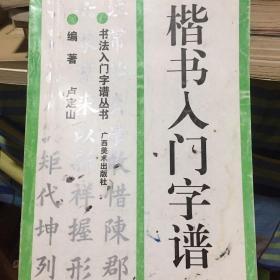 楷书入门字谱
书法入门字谱丛书
广西美术出版社
编著 卢定山
惜陳郡
祥握形
矩代坤列